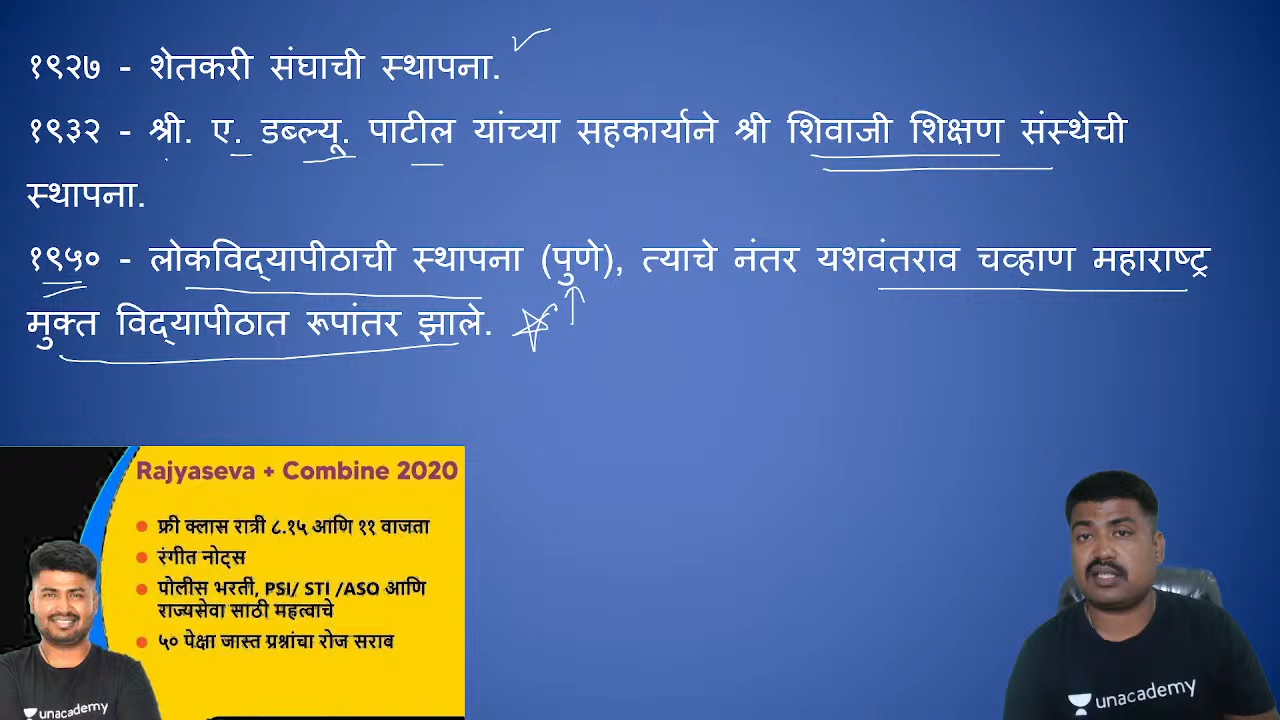 १९२७ - शेतकरी संघाची स्थापना.
१९३२ - श्री. ए. डब्ल्यू. पाटील यांच्या सहकार्याने श्री शिवाजी शिक्षण संस्थेची
स्थापना.
१९५० - लोकविद्यापीठाची स्थापना (पुणे), त्याचे नंतर यशवंतराव चव्हाण महाराष्ट्र
मुक्त विद्यापीठात रूपांतर झाले.
Rajyaseva + Combine 2020
फ्री क्लास रात्री ८.१५ आणि ११ वाजता
रंगीत नोट्स
पोलीस भरती, PSI/ STI /ASO आणि
राज्यसेवा साठी महत्वाचे
५० पेक्षा जास्त प्रश्नांचा रोज सराब
unacademy
unacademy